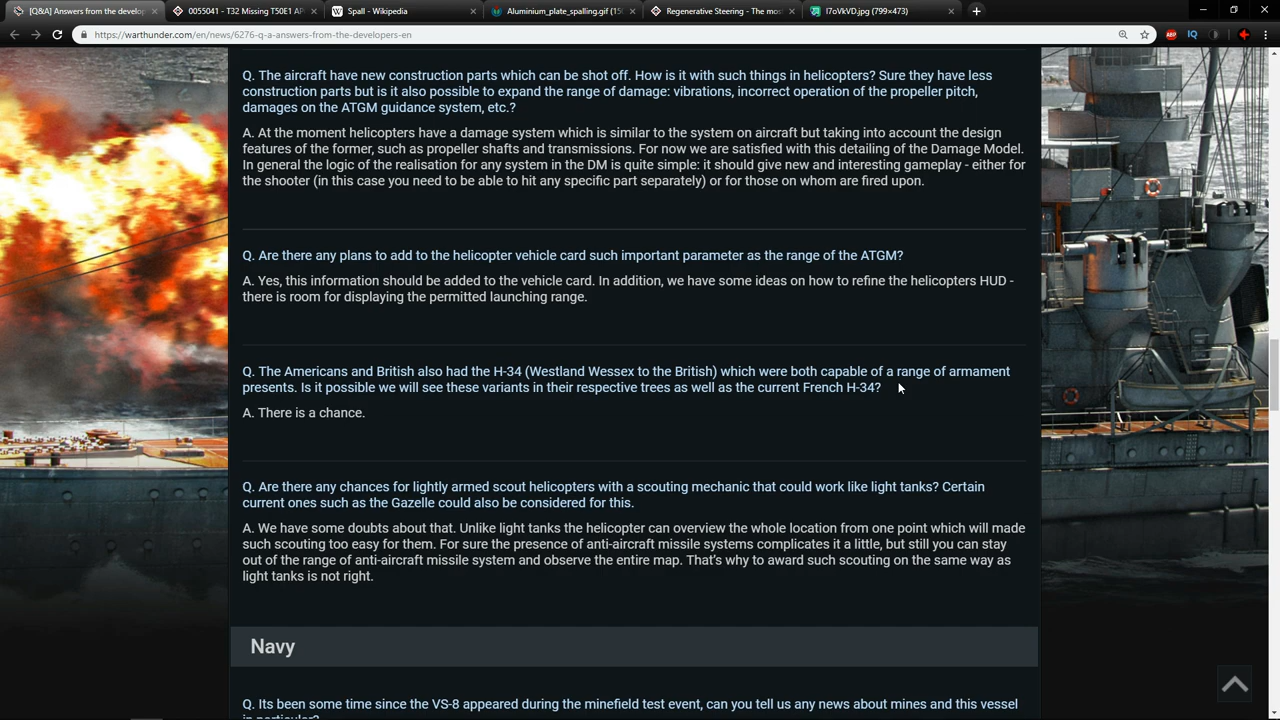 [Q&A] Answers from the develop
0055041 - T32 Missing T50E1 AP
Spall - Wikipedia
Aluminium_plate_spalling.gif (15
Regenerative Steering - The mos
I7oVkVD.jpg (799×473)
https://warthunder.com/en/news/6276-q-a-answers-from-the-developers-en
ABP
IQ
Q. The aircraft have new construction parts which can be shot off. How is it with such things in helicopters? Sure they have less
construction parts but is it also possible to expand the range of damage: vibrations, incorrect operation of the propeller pitch,
damages on the ATGM guidance system, etc.?
A. At the moment helicopters have a damage system which is similar to the system on aircraft but taking into account the design
features of the former, such as propeller shafts and transmissions. For now we are satisfied with this detailing of the Damage Model.
In general the logic of the realisation for any system in the DM is quite simple: it should give new and interesting gameplay - either for
the shooter (in this case you need to be able to hit any specific part separately) or for those on whom are fired upon.
Q. Are there any plans to add to the helicopter vehicle card such important parameter as the range of the ATGM?
A. Yes, this information should be added to the vehicle card. In addition, we have some ideas on how to refine the helicopters HUD -
there is room for displaying the permitted launching range.
Q. The Americans and British also had the H-34 (Westland Wessex to the British) which were both capable of a range of armament
presents. Is it possible we will see these variants in their respective trees as well as the current French H-34?
A. There is a chance.
Q. Are there any chances for lightly armed scout helicopters with a scouting mechanic that could work like light tanks? Certain
current ones such as the Gazelle could also be considered for this.
A. We have some doubts about that. Unlike light tanks the helicopter can overview the whole location from one point which will made
such scouting too easy for them. For sure the presence of anti-aircraft missile systems complicates it a little, but still you can stay
out of the range of anti-aircraft missile system and observe the entire map. That's why to award such scouting on the same way as
light tanks is not right.
Navy
Q. Its been some time since the VS-8 appeared during the minefield test event, can you tell us any news about mines and this vessel
in particular?